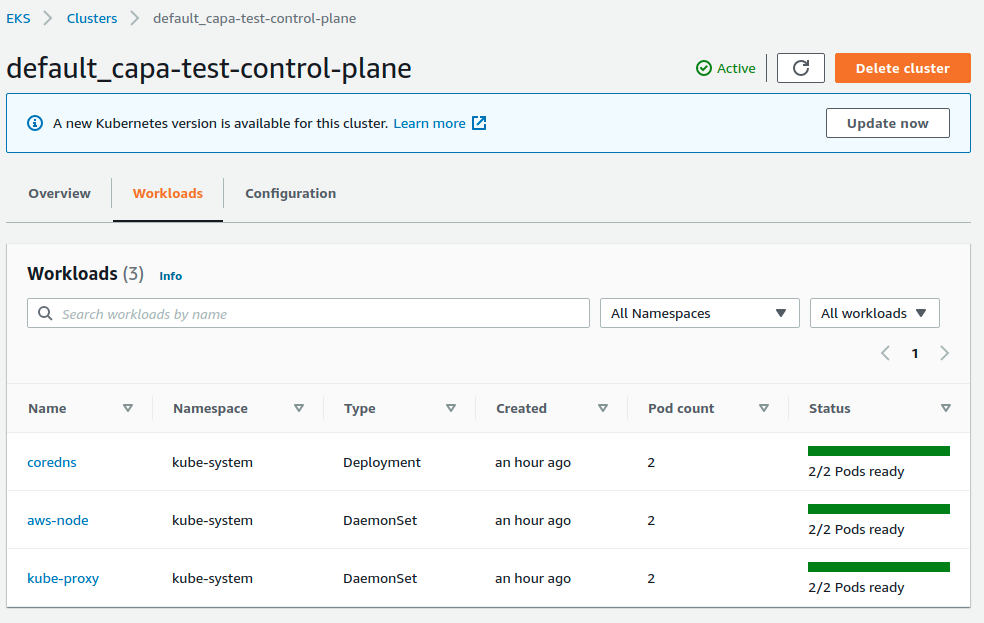 EKS Clusters default_capa-test-control-plane
default_capa-test-control-plane Active Delete cluster
A new Kubernetes version is available for this cluster. Learn more Update now
Overview Workloads Configuration
Workloads (3) Info
Search workloads by name All Namespaces All workloads
1
Name Namespace Type Created Pod count Status
coredns kube-system Deployment an hour ago 2 2/2 Pods ready
aws-node kube-system DaemonSet an hour ago 2 2/2 Pods ready
kube-proxy kube-system DaemonSet an hour ago 2 2/2 Pods ready